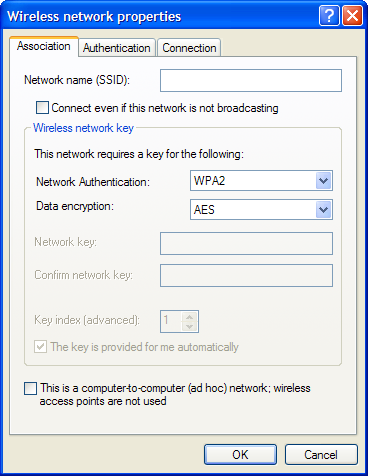 Wireless network properties
Association Authentication Connection
Network name (SSID):
Connect even if this network is not broadcasting
Wireless network key
This network requires a key for the following:
Network Authentication: WPA2
Data encryption: AES
Network key:
Confirm network key:
Key index (advanced): 1
The key is provided for me automatically
This is a computer-to-computer (ad hoc) network; wireless
access points are not used
OK Cancel